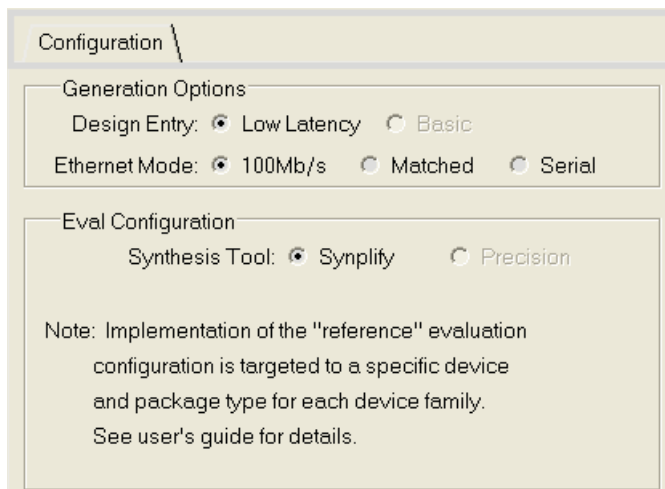 Configuration
Generation Options
Design Entry: Low Latency Basic
Ethernet Mode: 100Mb/s Matched Serial
Eval Configuration
Synthesis Tool: Synplify Precision
Note: Implementation of the "reference" evaluation
configuration is targeted to a specific device
and package type for each device family.
See user's guide for details.